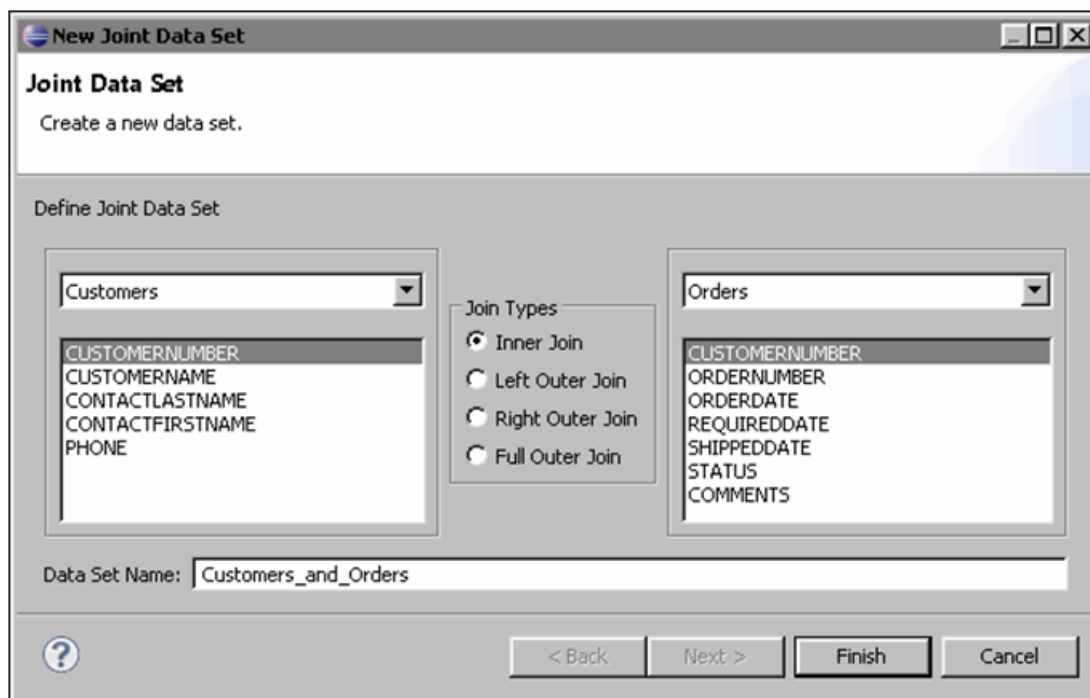 New Joint Data Set
Joint Data Set
Create a new data set.
Define Joint Data Set
Customers
CUSTOMERNUMBER
CUSTOMERNAME
CONTACTLASTNAME
CONTACTFIRSTNAME
PHONE
Join Types
Inner Join
Left Outer Join
Right Outer Join
Full Outer Join
Orders
CUSTOMERNUMBER
ORDERNUMBER
ORDERDATE
REQUIREDDATE
SHIPPEDDATE
STATUS
COMMENTS
Data Set Name: Customers_and_Orders
? < Back Next > Finish Cancel